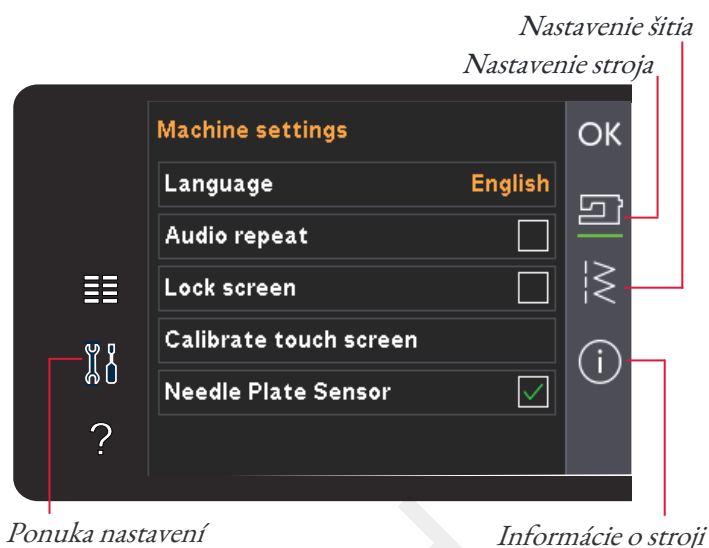 Nastavenie šitia
Nastavenie stroja
Machine settings
OK
Language English
Audio repeat
Lock screen
Calibrate touch screen
Needle Plate Sensor
i
?
Ponuka nastavení
Informácie o stroji